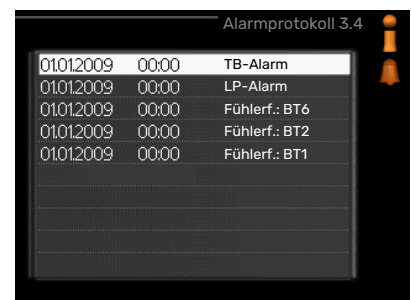 Alarmprotokoll 3.4
01.01.2009 00:00 TB-Alarm
01.01.2009 00:00 LP-Alarm
01.01.2009 00:00 Fühlerf.: BT6
01.01.2009 00:00 Fühlerf.: BT2
01.01.2009 00:00 Fühlerf.: BT1